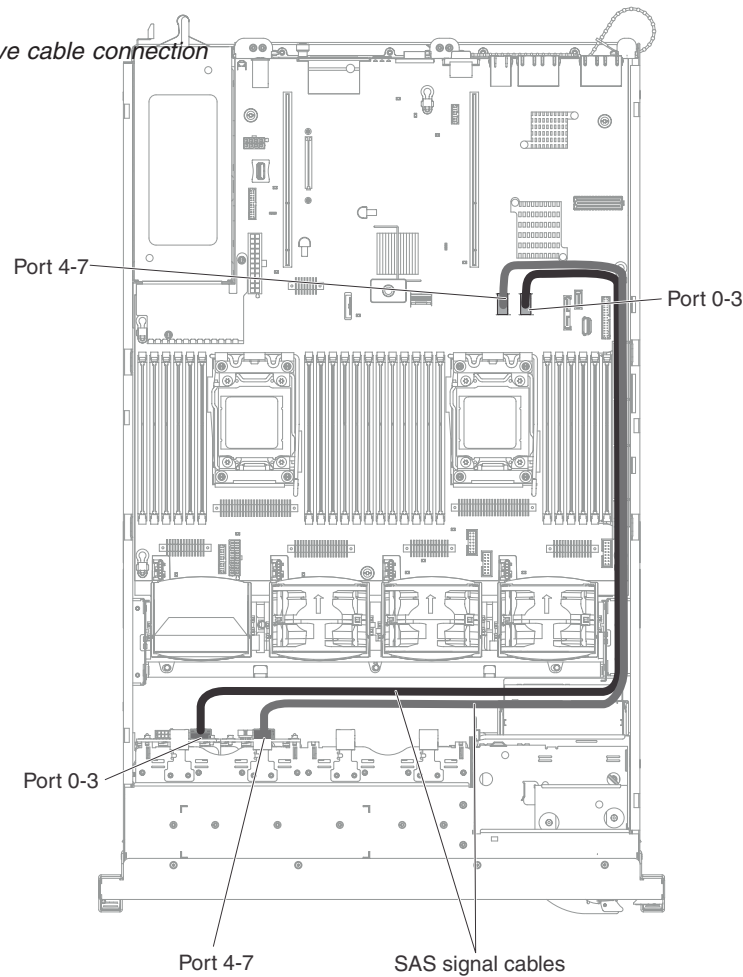 ve cable connection
Port 4-7
Port 0-3
Port 0-3
Port 4-7
SAS signal cables